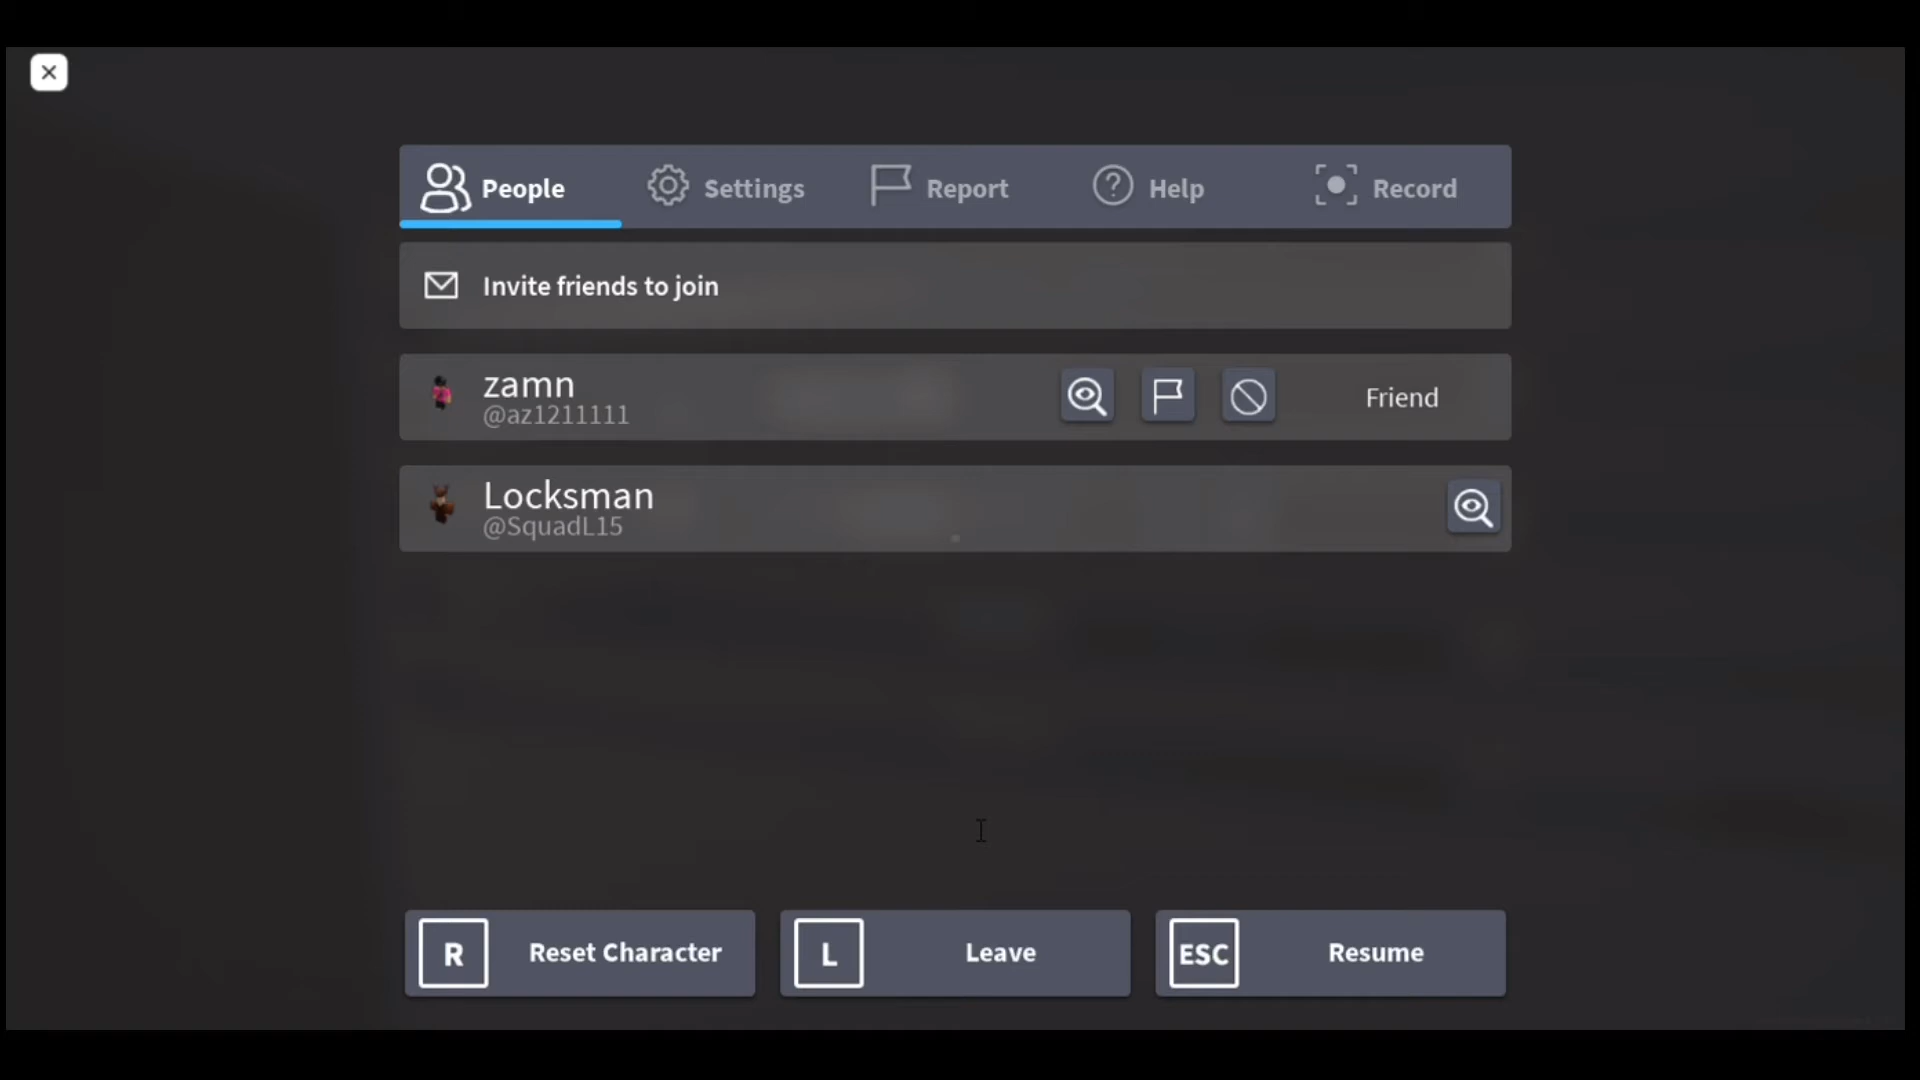 People Settings Report Help Record
Invite friends to join
zamn
@az1211111
Friend
Locksman
@SquadL15
R Reset Character L Leave ESC Resume